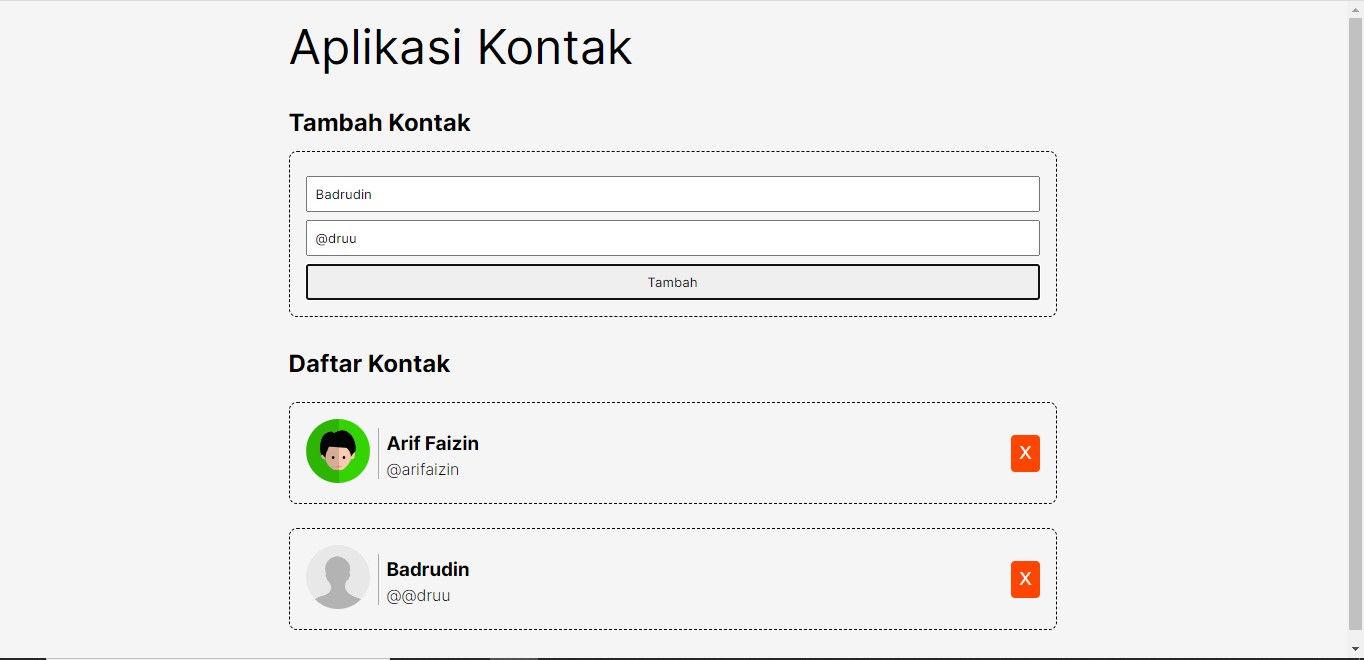 Aplikasi Kontak
Tambah Kontak
Badrudin
@druu
Tambah
Daftar Kontak
Arif Faizin
@arifaizin
X
Badrudin
@@druu
X